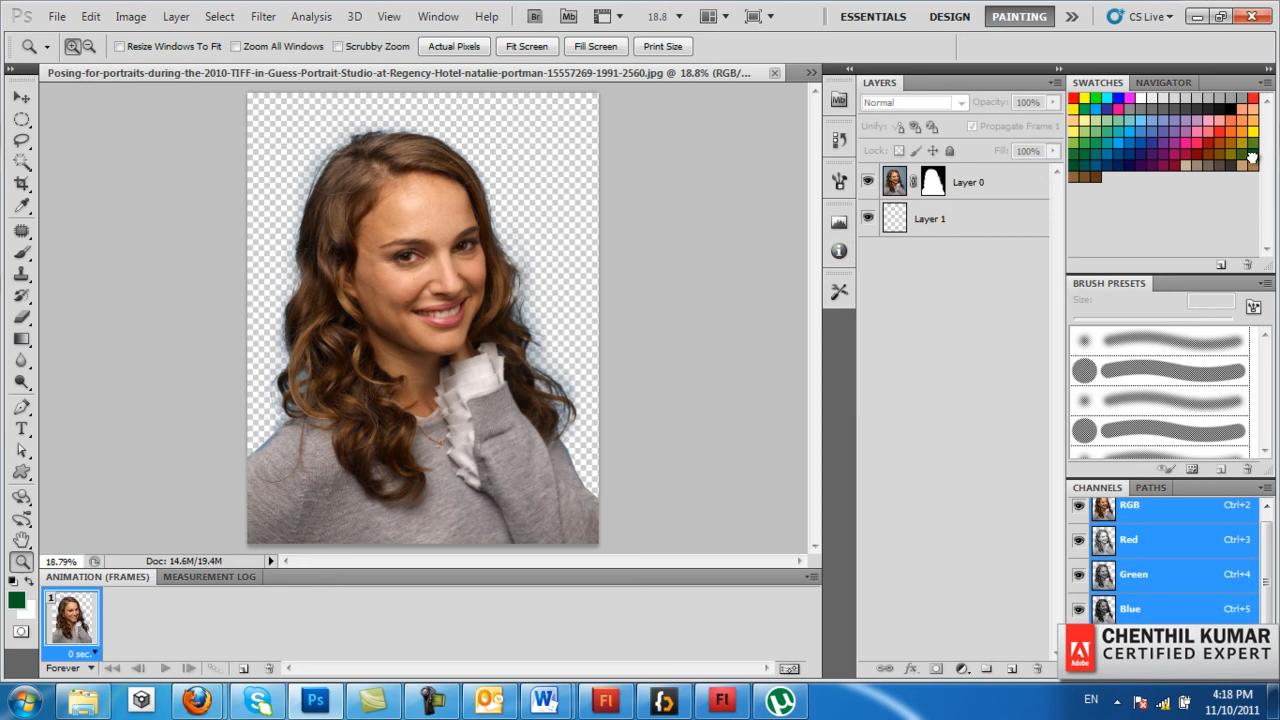 Ps File Edit Image Layer Select Filter Analysis 3D View Window Help Br Mb 18.8 ESSENTIALS DESIGN PAINTING CS Live
Resize Windows To Fit Zoom All Windows Scrubby Zoom Actual Pixels Fit Screen Fill Screen Print Size
Posing-for-portraits-during-the-2010-TIFF-in-Guess-Portrait-Studio-at-Regency-Hotel-natalie-portman-15557269-1991-2560.jpg @ 18.8% (RGB/...
LAYERS
Normal Opacity: 100%
Unify: Propagate Frame 1
Lock: Fill: 100%
Layer 0
Layer 1
Mb
SWATCHES NAVIGATOR
BRUSH PRESETS
Size:
CHANNELS PATHS
RGB Ctrl+2
Red Ctrl+3
Green Ctrl+4
Blue Ctrl+5
18.79% Doc: 14.6M/19.4M
ANIMATION (FRAMES) MEASUREMENT LOG
1
0 sec.
Forever
Adobe
CHENTHIL KUMAR
CERTIFIED EXPERT
Ps
W
Fl
Fl
EN
4:18 PM
11/10/2011